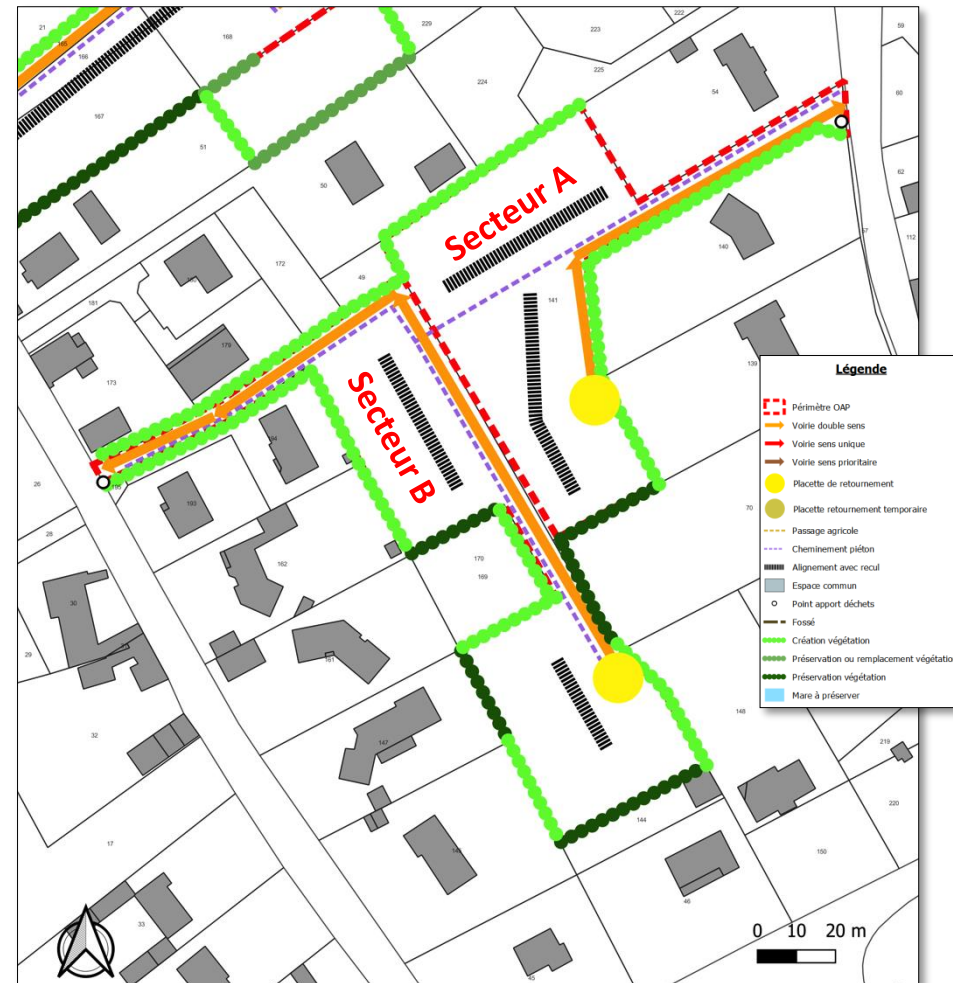 222
21
229
59
168
223
165
166
225
224
54
60
167
51
50
62
Secteur A
140
57
112
172
49
181
141
179
173
139
Légende
Périmètre OAP
Voirie double sens
Voirie sens unique
Voirie sens prioritaire
Placette de retournement
Placette retournement temporaire
Passage agricole
Cheminement piéton
Alignement avec recul
Espace commun
Point apport déchets
Fossé
Création végétation
Préservation ou remplacement végétation
Préservation végétation
Mare à préserver
Secteur B
26
193
70
28
162
170
169
30
29
161
148
32
147
219
220
144
17
150
46
33
0 10 20 m